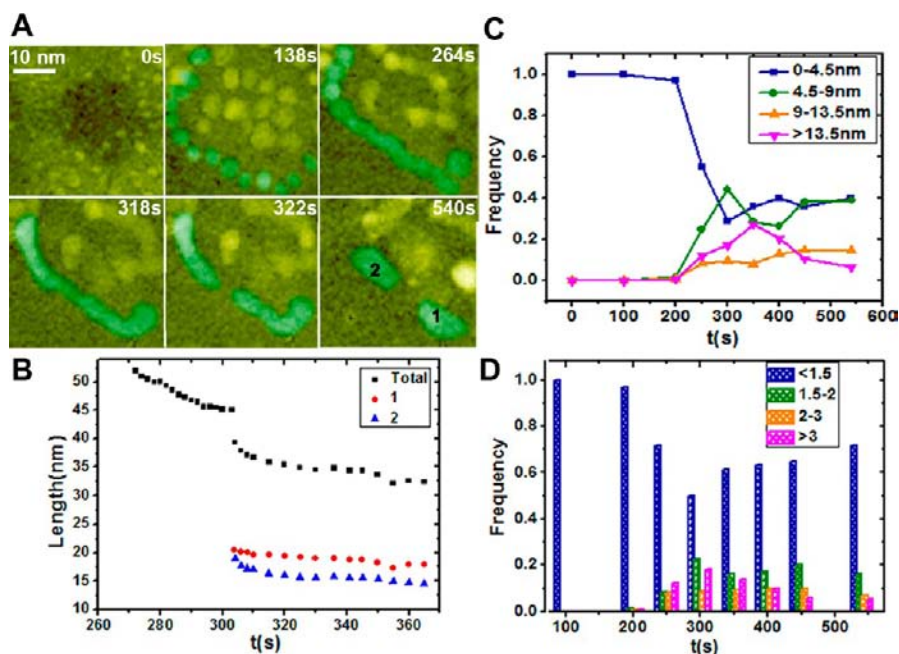 A
10 nm
0s
138s
264s
318s
322s
540s
2
1
B
Length(nm)
50
45
40
35
30
25
20
15
10
260
280
300
320
340
360
t(s)
Total
1
2
C
Frequency
1.0
0.8
0.6
0.4
0.2
0.0
0
100
200
300
400
500
600
t(s)
0-4.5nm
4.5-9nm
9-13.5nm
>13.5nm
D
Frequency
1.0
0.8
0.6
0.4
0.2
0.0
100
200
300
400
500
t(s)
<1.5
1.5-2
2-3
>3